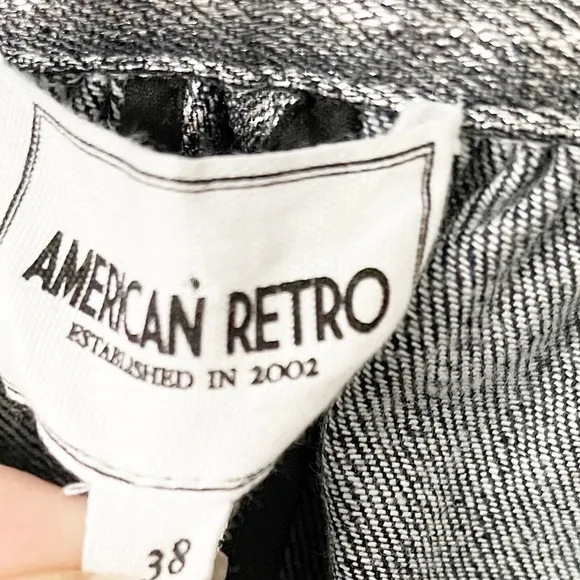 AMERICAN RETRO
ESTABLISHED IN 2002
38